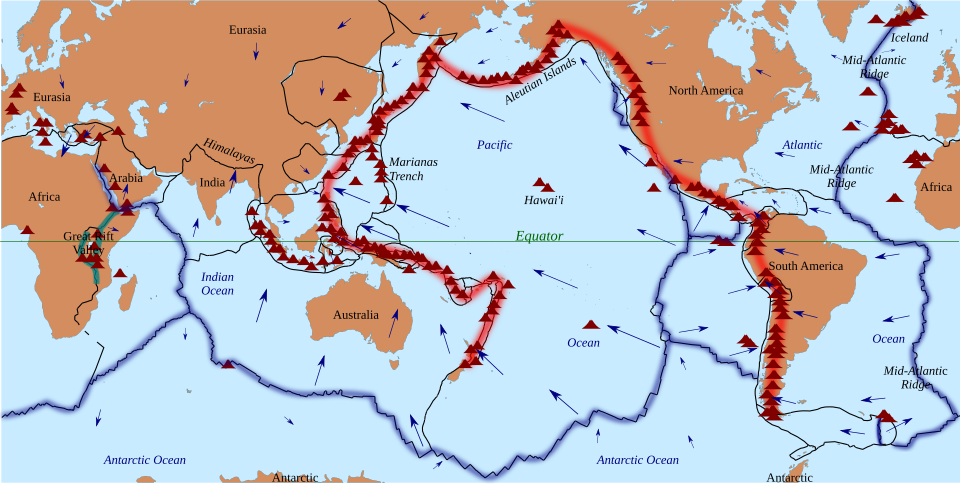 Eurasia
Iceland
Mid-Atlantic
Ridge
Aleutian Islands
Eurasia
North America
Himalayas
Pacific
Atlantic
Marianas
Trench
Mid-Atlantic
Ridge
Arabia
India
Africa
Africa
Hawai'i
Great Rift
Valley
Equator
South America
Indian
Ocean
Australia
Ocean
Ocean
Mid-Atlantic
Ridge
Antarctic Ocean
Antarctic Ocean
Antarctic
Antarctic